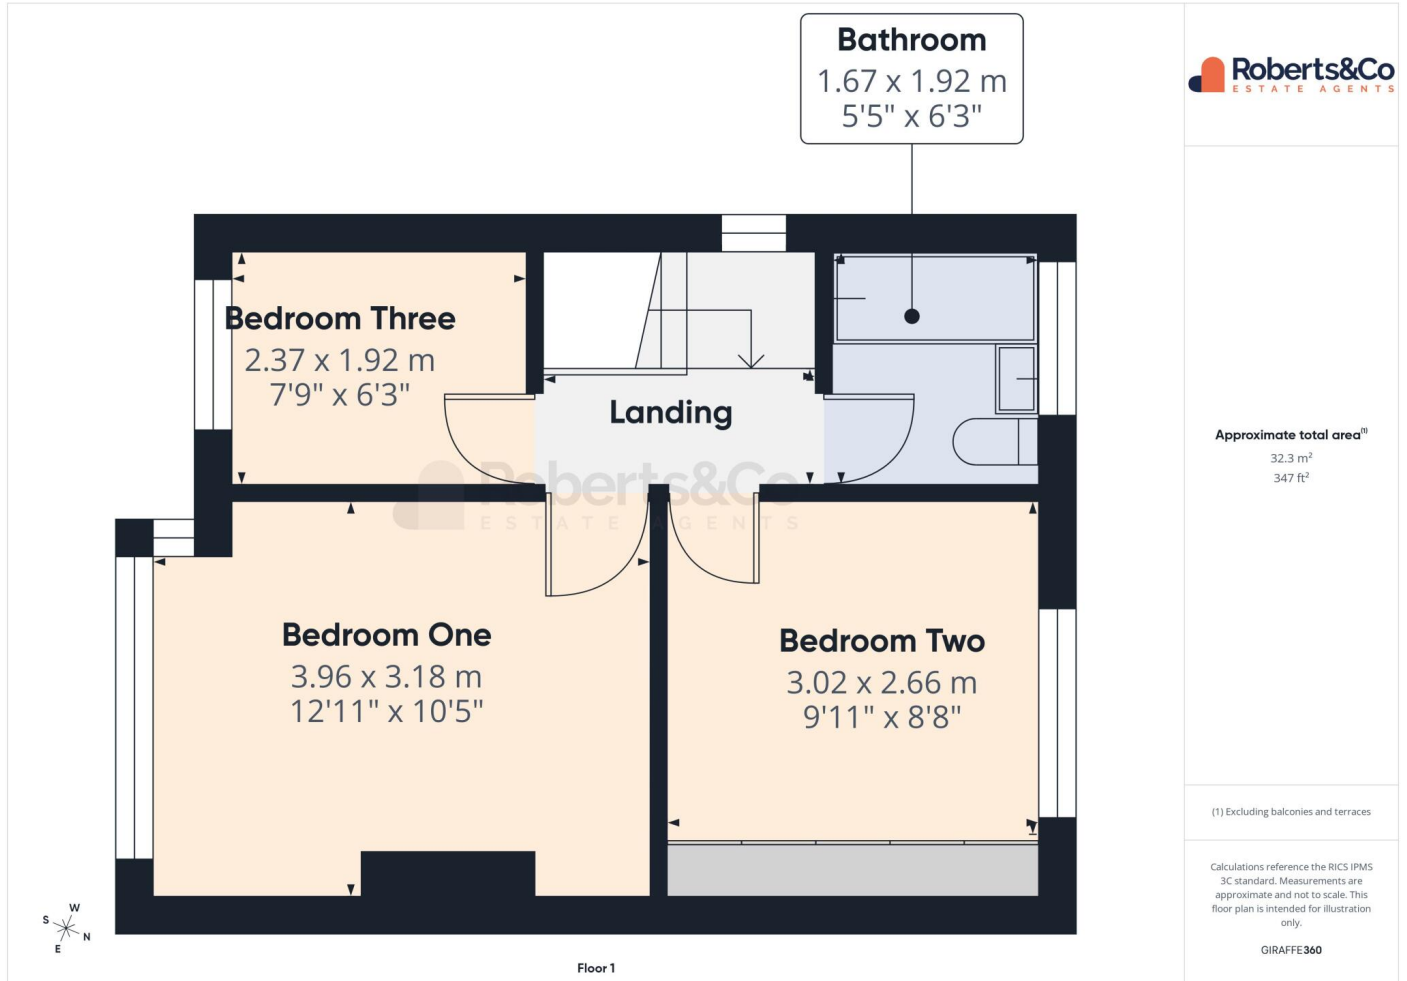 Bathroom
1.67 x 1.92 m
5'5" x 6'3"
Roberts&Co
ESTATE AGENTS
Bedroom Three
2.37 x 1.92 m
7'9" x 6'3"
Landing
Roberts&Co
ESTATE AGENTS
Bedroom One
3.96 x 3.18 m
12'11" x 10'5"
Bedroom Two
3.02 x 2.66 m
9'11" x 8'8"
Approximate total area(1)
32.3 m²
347 ft²
(1) Excluding balconies and terraces
Calculations reference the RICS IPMS
3C standard. Measurements are
approximate and not to scale. This
floor plan is intended for illustration
only.
GIRAFFE360
W
S
N
E
Floor 1